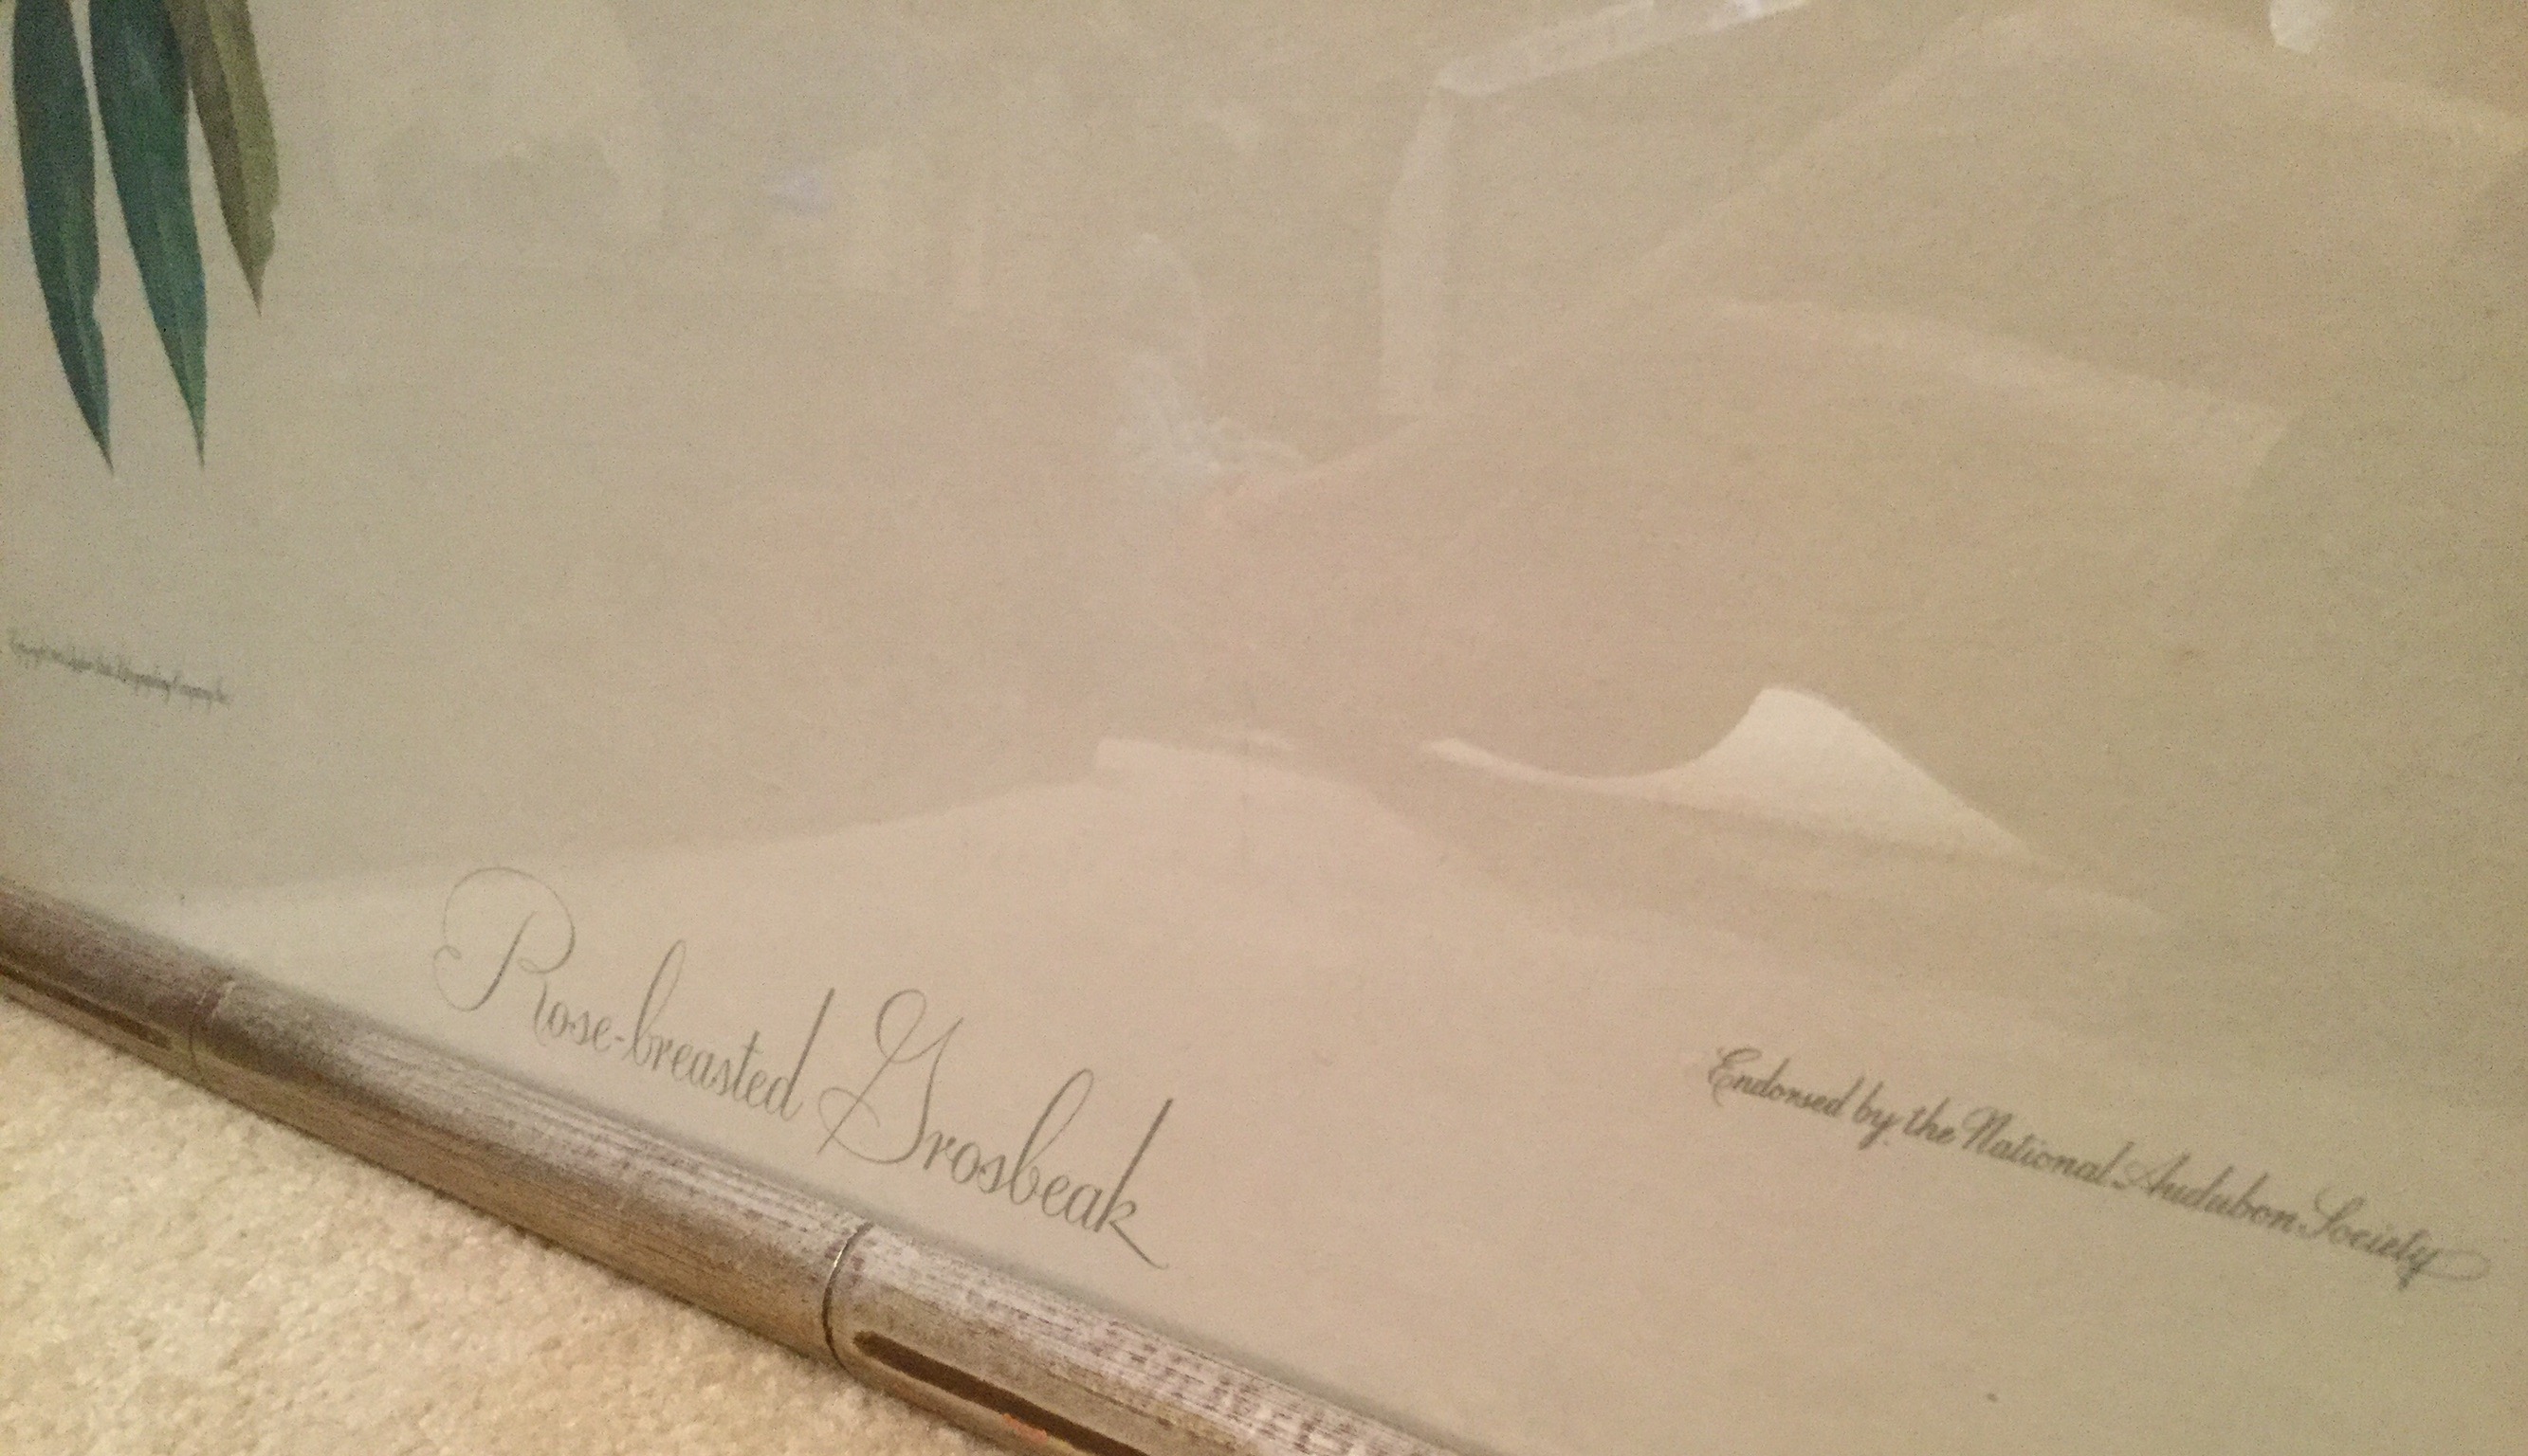 Rose-breasted Grosbeak
Endorsed by the National Audubon Society